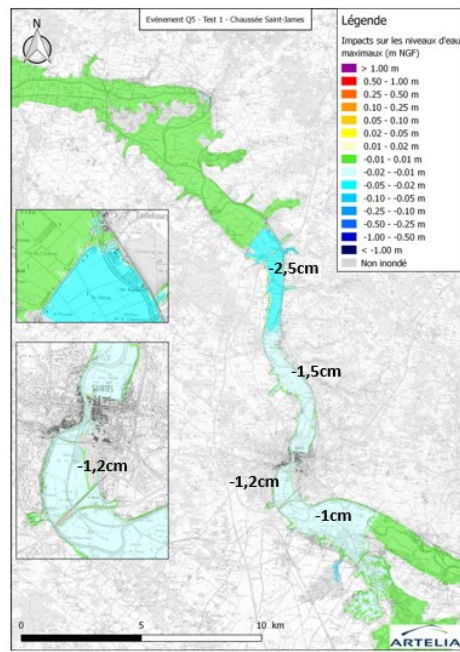 Evénement Q5 - Test 1 - Chaussée Saint-James
N
Légende
Impacts sur les niveaux d'eau
maximaux (m NGF)
> 1.00 m
0.50 - 1.00 m
0.25 - 0.50 m
0.10 - 0.25 m
0.05 - 0.10 m
0.02 - 0.05 m
0.01 - 0.02 m
-0.01 - 0.01 m
-0.02 - -0.01 m
-0.05 - -0.02 m
-0.10 - -0.05 m
-0.25 - -0.10 m
-0.50 - -0.25 m
-1.00 - -0.50 m
< -1.00 m
Non inondé
Taillebourg
-2,5cm
-1,5cm
SAINTES
-1,2cm
-1,2cm
-1cm
0
5
10 km
ARTELIA